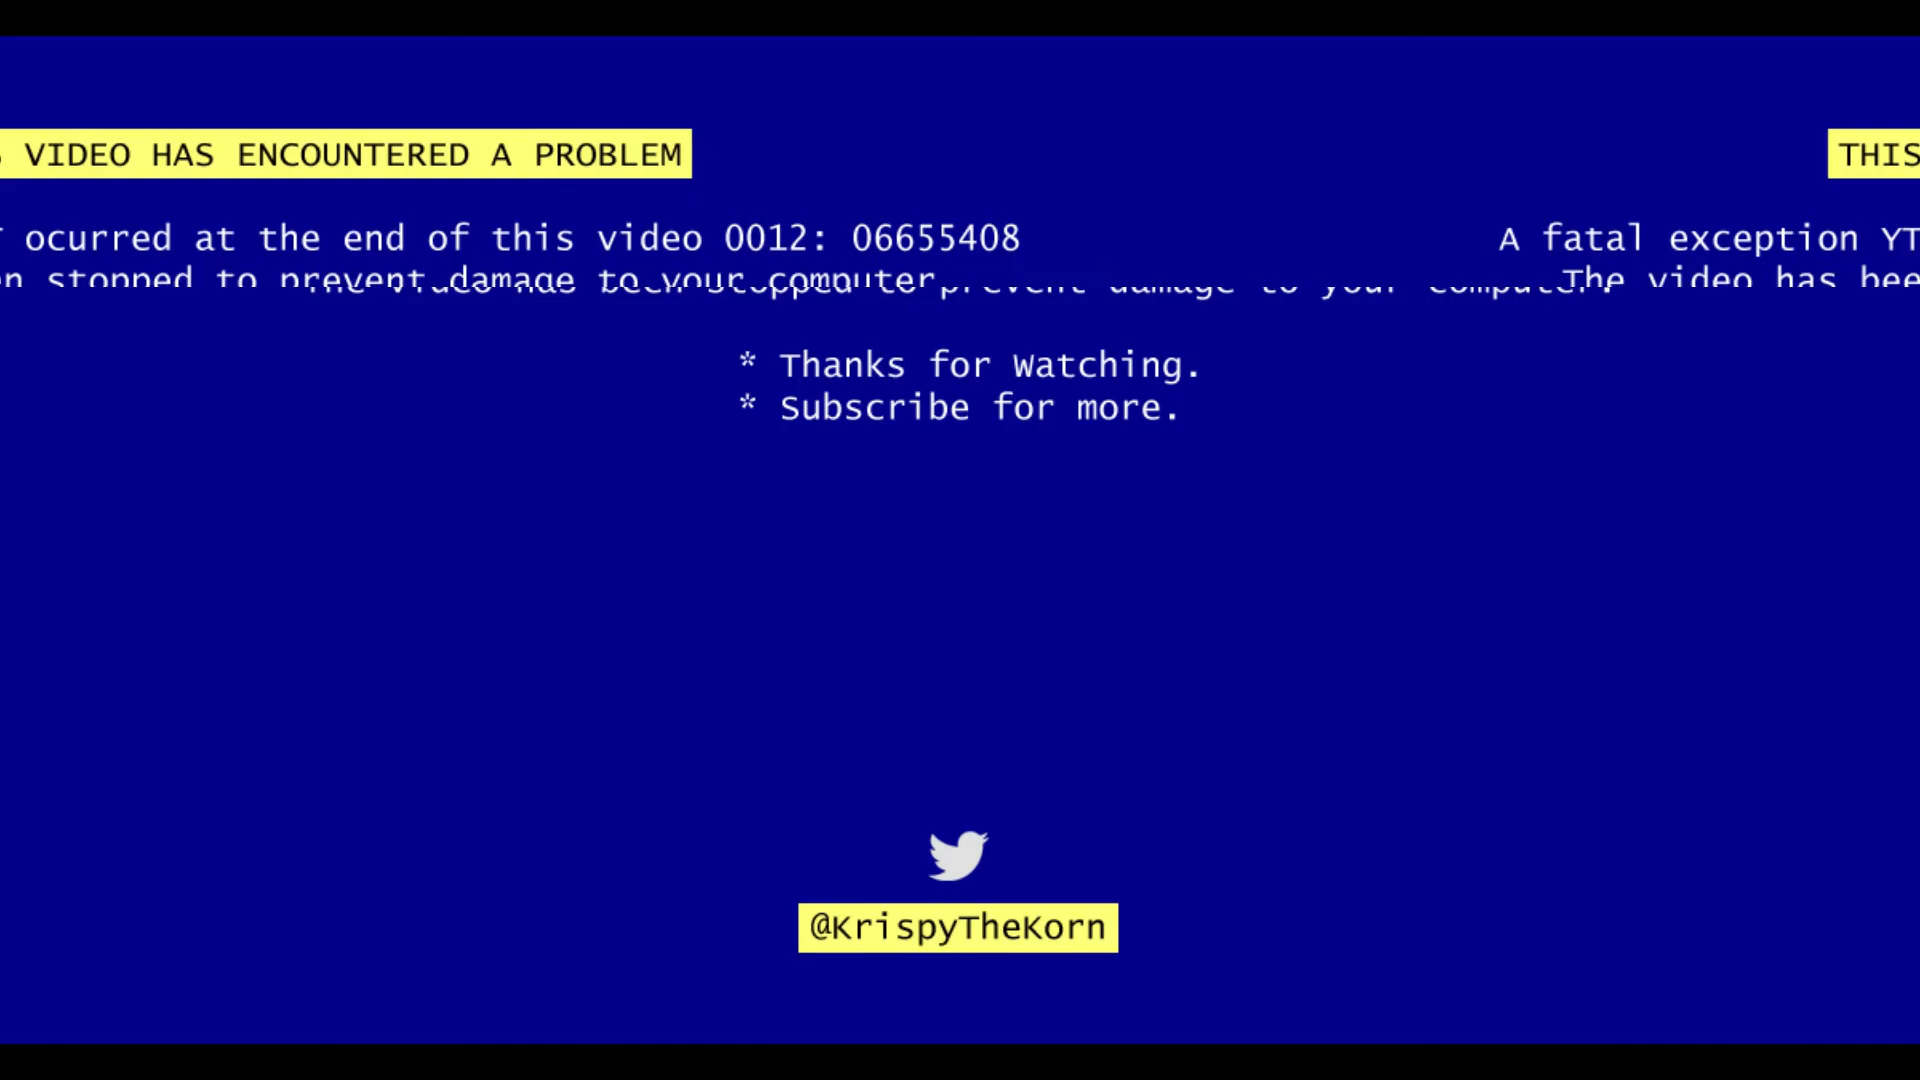 VIDEO HAS ENCOUNTERED A PROBLEM THIS
ocurred at the end of this video 0012: 06655408 A fatal exception YT
stopped to prevent damage to your computer The video has bee
* Thanks for Watching.
* Subscribe for more.
@KrispyTheKorn